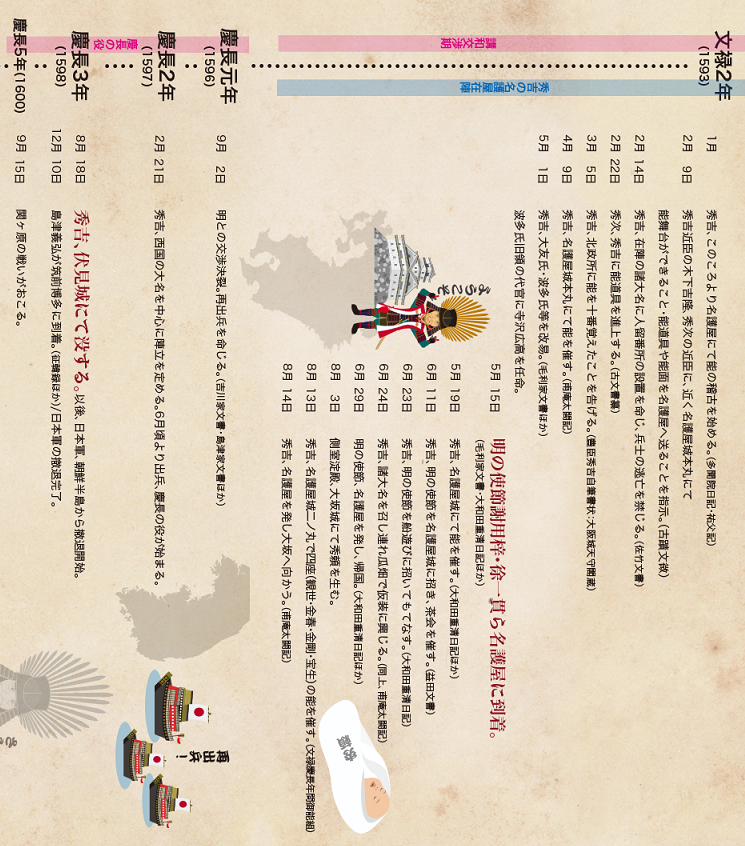 文禄2年
(1593)
講和交渉期
秀吉の名護屋在陣
1月 秀吉、このころより名護屋にて能の稽古を始める。(多聞院日記・祐父記)
2月 9日 秀吉近臣の木下吉隆、秀次の近臣に、近く名護屋城本丸にて
能舞台ができること・能道具や能面を名護屋へ送ることを指示。(古蹟文徴)
2月 14日 秀吉、在陣の諸大名に人留番所の設置を命じ、兵士の逃亡を禁じる。(佐竹文書)
2月 22日 秀次、秀吉に能道具を進上する。(古文書纂)
3月 5日 秀吉、北政所に能を十番覚えたことを告げる。(豊臣秀吉自筆書状:大阪城天守閣蔵)
4月 9日 秀吉、名護屋城本丸にて能を催す。(甫庵太閤記)
5月 1日 秀吉、大友氏・波多氏等を改易。(毛利家文書ほか)
波多氏旧領の代官に寺沢広高を任命。
ようこそ
5月 15日 明の使節謝用梓・徐一貫ら名護屋に到着。
(毛利家文書・大和田重清日記ほか)
5月 19日 秀吉、名護屋城にて能を催す。(大和田重清日記ほか)
6月 11日 秀吉、明の使節を名護屋城に招き、茶会を催す。(益田文書)
6月 23日 秀吉、明の使節を船遊びに招いてもてなす。(大和田重清日記)
6月 24日 秀吉、諸大名を召し連れ瓜畑で仮装に興じる。(同上、甫庵太閤記)
6月 29日 明の使節、名護屋を発し、帰国。(大和田重清日記ほか)
8月 3日 側室淀殿、大坂城にて秀頼を生む。
8月 13日 秀吉、名護屋城二ノ丸で四座(観世・金春・金剛・宝生)の能を催す。(文禄慶長年間御能組)
8月 14日 秀吉、名護屋を発し大坂へ向かう。(甫庵太閤記)
秀頼
慶長元年
(1596)
9月 2日 明との交渉決裂。再出兵を命じる。(吉川家文書・島津家文書ほか)
再出兵!
慶長2年
(1597)
慶長の役
2月 21日 秀吉、西国の大名を中心に陣立を定める。6月頃より出兵、慶長の役が始まる。
慶長3年
(1598)
8月 18日 秀吉、伏見城にて没する。以後、日本軍、朝鮮半島から撤退開始。
12月 10日 島津義弘が筑前博多に到着。(征韓録ほか)/日本軍の撤退完了。
慶長5年(1600)
9月 15日 関ヶ原の戦いがおこる。